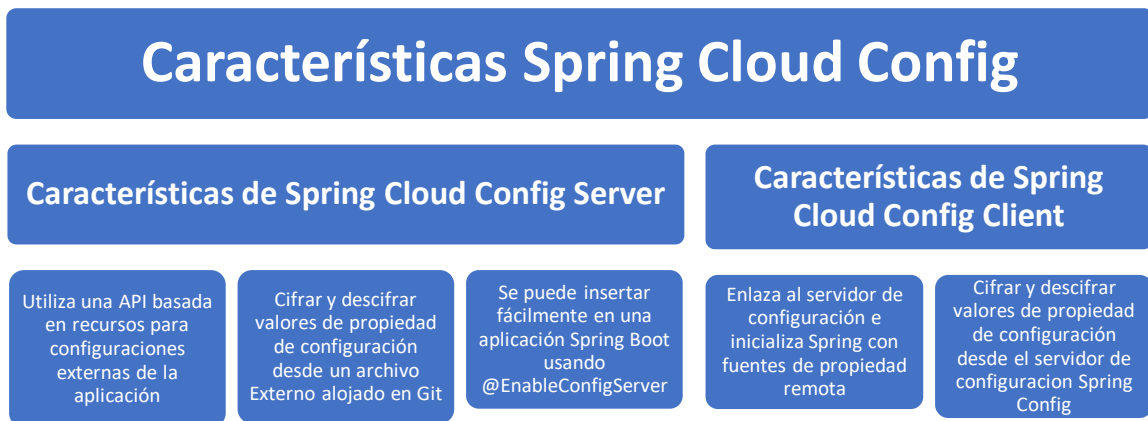 Características Spring Cloud Config
Características de Spring Cloud Config Server
Características de Spring
Cloud Config Client
Utiliza una API basada
en recursos para
configuraciones
externas de la
aplicación
Cifrar y descifrar
valores de propiedad
de configuración
desde un archivo
Externo alojado en Git
Se puede insertar
fácilmente en una
aplicación Spring Boot
usando
@EnableConfigServer
Enlaza al servidor de
configuración e
inicializa Spring con
fuentes de propiedad
remota
Cifrar y descifrar
valores de propiedad
de configuración
desde el servidor de
configuracion Spring
Config